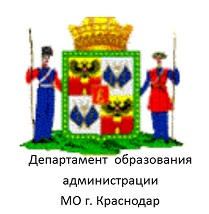 Департамент образования
администрации
МО г. Краснодар